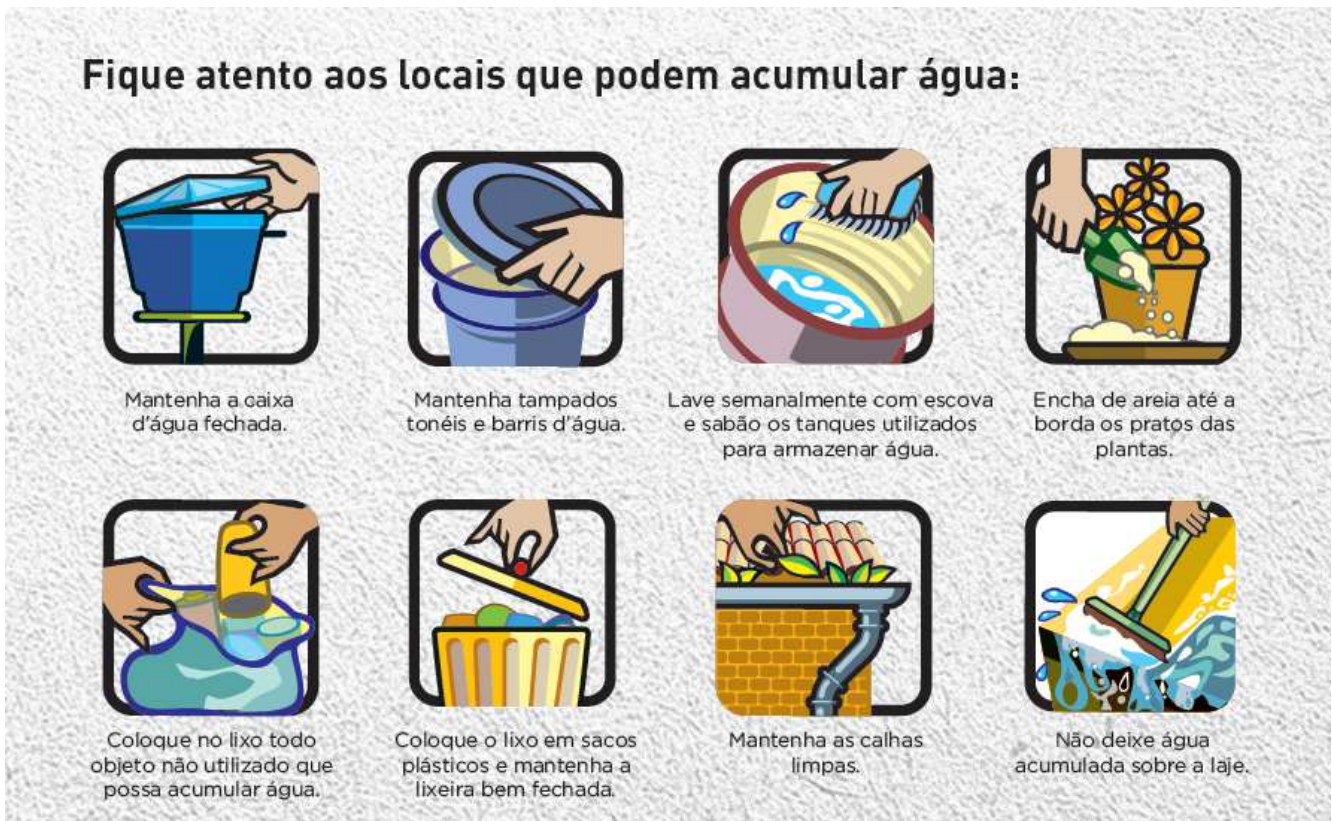 Fique atento aos locais que podem acumular água:
Mantenha a caixa
d'água fechada.
Mantenha tampados
tonéis e barris d'água.
Lave semanalmente com escova
e sabão os tanques utilizados
para armazenar água.
Encha de areia até a
borda os pratos das
plantas.
Coloque no lixo todo
objeto não utilizado que
possa acumular água.
Coloque o lixo em sacos
plásticos e mantenha a
lixeira bem fechada.
Mantenha as calhas
limpas.
Não deixe água
acumulada sobre a laje.